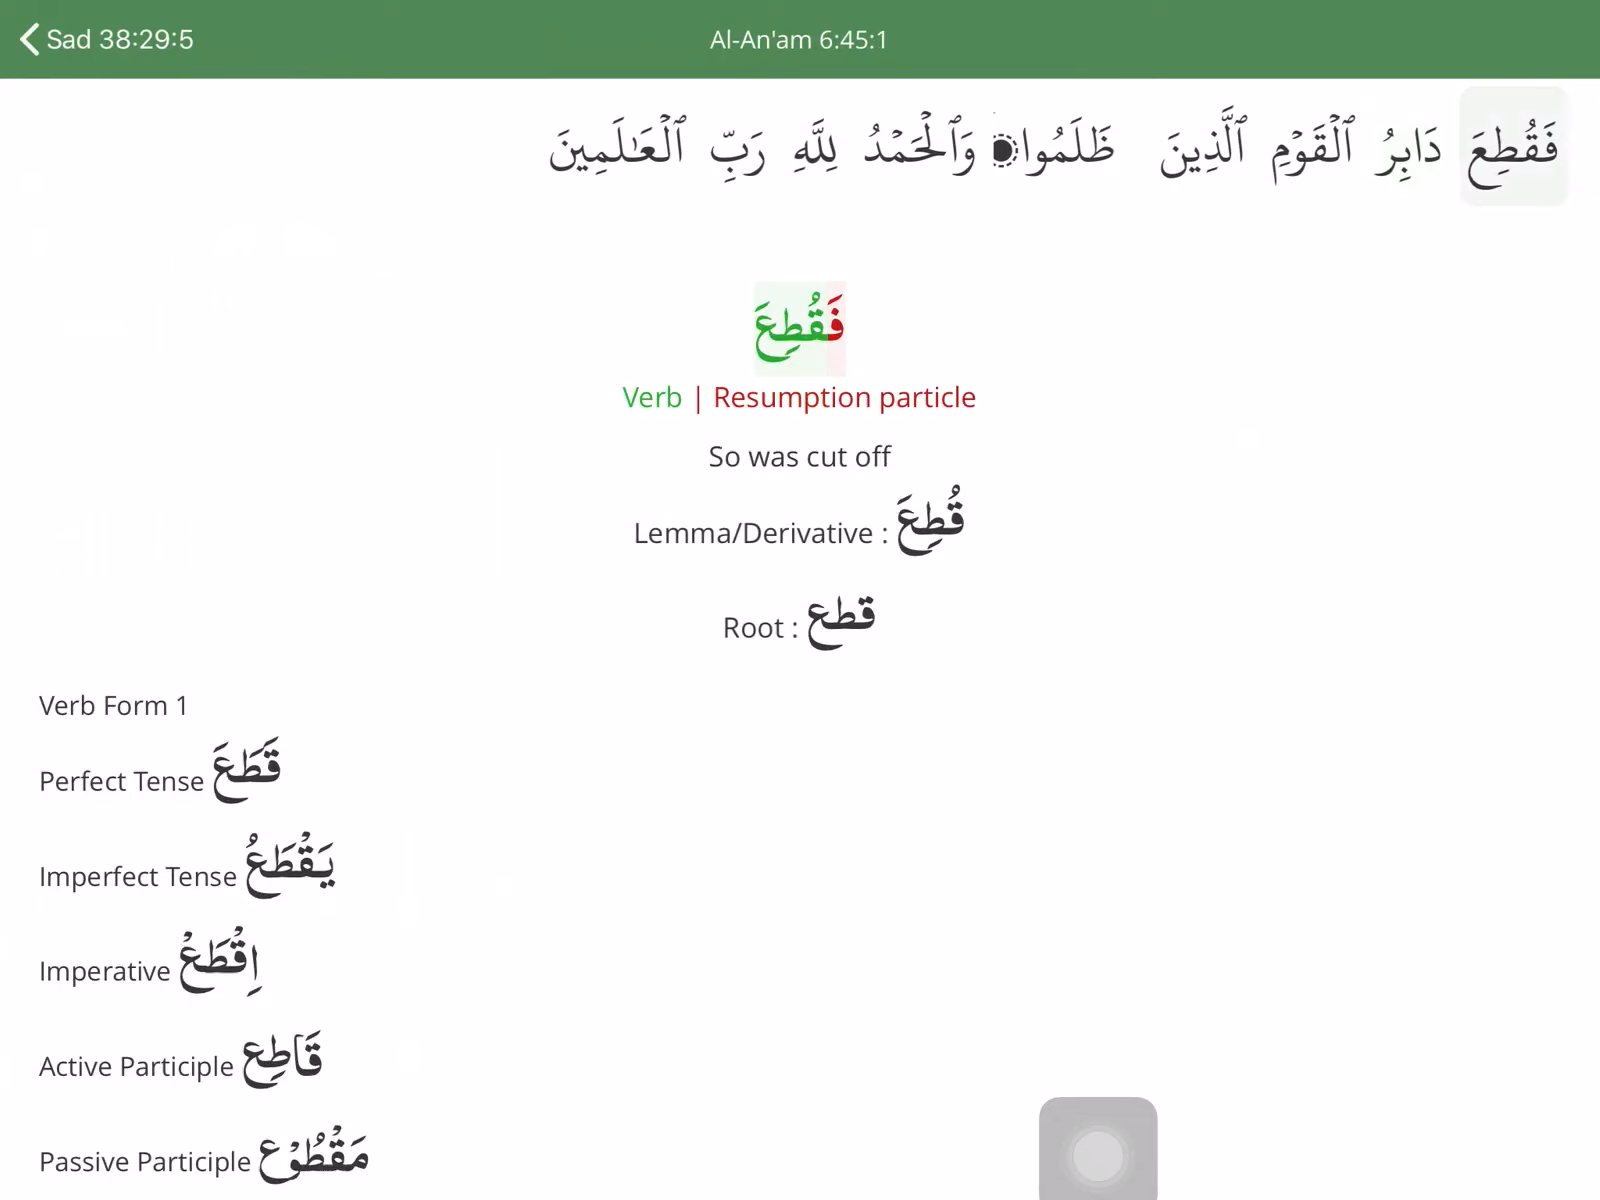 Sad 38:29:5
Al-An'am 6:45:1
فَقُطِعَ دَابِرُ ٱلْقَوْمِ ٱلَّذِينَ ظَلَمُوا۟ وَٱلْحَمْدُ لِلَّهِ رَبِّ ٱلْعَـٰلَمِينَ
فَقُطِعَ
Verb | Resumption particle
So was cut off
Lemma/Derivative : قُطِعَ
Root : قطع
Verb Form 1
Perfect Tense قَطَعَ
Imperfect Tense يَقْطَعُ
Imperative اِقْطَعْ
Active Participle قَاطِع
Passive Participle مَقْطُوْع